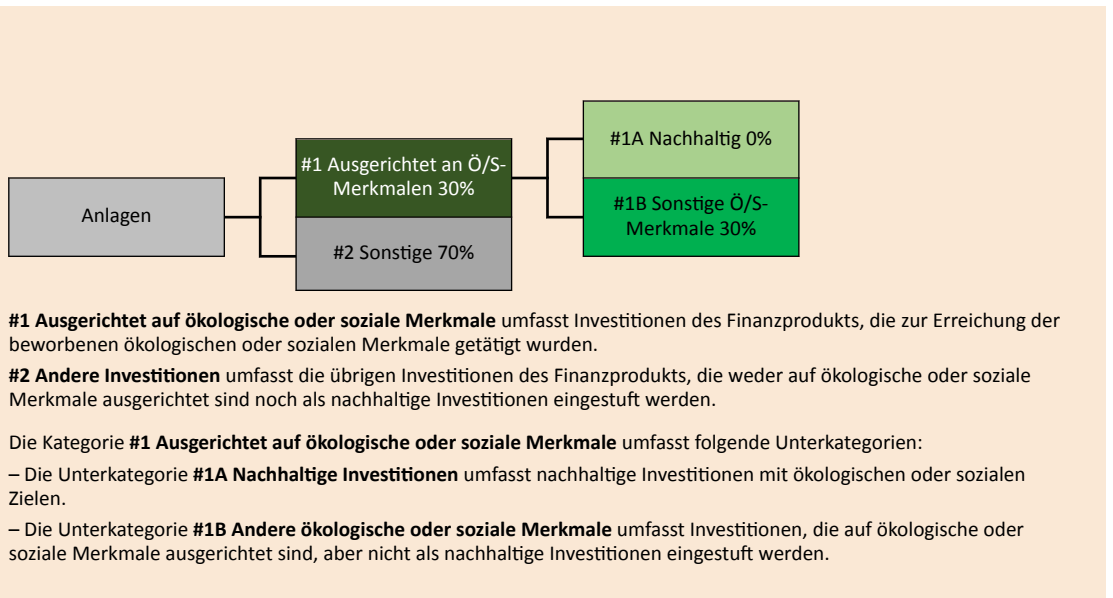 Anlagen
#1 Ausgerichtet an Ö/S-
Merkmalen 30%
#2 Sonstige 70%
#1A Nachhaltig 0%
#1B Sonstige Ö/S-
Merkmale 30%
#1 Ausgerichtet auf ökologische oder soziale Merkmale umfasst Investitionen des Finanzprodukts, die zur Erreichung der
beworbenen ökologischen oder sozialen Merkmale getätigt wurden.
#2 Andere Investitionen umfasst die übrigen Investitionen des Finanzprodukts, die weder auf ökologische oder soziale
Merkmale ausgerichtet sind noch als nachhaltige Investitionen eingestuft werden.
Die Kategorie #1 Ausgerichtet auf ökologische oder soziale Merkmale umfasst folgende Unterkategorien:
– Die Unterkategorie #1A Nachhaltige Investitionen umfasst nachhaltige Investitionen mit ökologischen oder sozialen
Zielen.
– Die Unterkategorie #1B Andere ökologische oder soziale Merkmale umfasst Investitionen, die auf ökologische oder
soziale Merkmale ausgerichtet sind, aber nicht als nachhaltige Investitionen eingestuft werden.